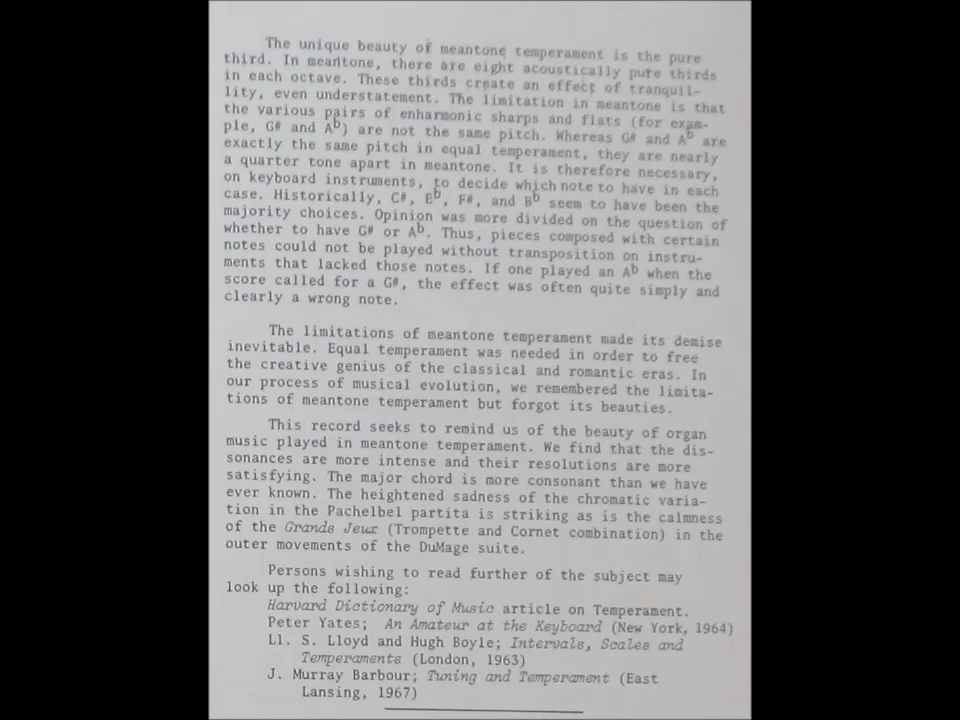 The unique beauty of meantone temperament is the pure
third. In meantone, there are eight acoustically pure thirds
in each octave. These thirds create an effect of tranquil-
lity, even understatement. The limitation in meantone is that
the various pairs of enharmonic sharps and flats (for exam-
ple, G# and Ab) are not the same pitch. Whereas G# and Ab are
exactly the same pitch in equal temperament, they are nearly
a quarter tone apart in meantone. It is therefore necessary,
on keyboard instruments, to decide which note to have in each
case. Historically, C#, Eb, F#, and Bb seem to have been the
majority choices. Opinion was more divided on the question of
whether to have G# or Ab. Thus, pieces composed with certain
notes could not be played without transposition on instru-
ments that lacked those notes. If one played an Ab when the
score called for a G#, the effect was often quite simply and
clearly a wrong note.
The limitations of meantone temperament made its demise
inevitable. Equal temperament was needed in order to free
the creative genius of the classical and romantic eras. In
our process of musical evolution, we remembered the limita-
tions of meantone temperament but forgot its beauties.
This record seeks to remind us of the beauty of organ
music played in meantone temperament. We find that the dis-
sonances are more intense and their resolutions are more
satisfying. The major chord is more consonant than we have
ever known. The heightened sadness of the chromatic varia-
tion in the Pachelbel partita is striking as is the calmness
of the Grands Jeux (Trompette and Cornet combination) in the
outer movements of the DuMage suite.
Persons wishing to read further of the subject may
look up the following:
Harvard Dictionary of Music article on Temperament.
Peter Yates; An Amateur at the Keyboard (New York, 1964)
Ll. S. Lloyd and Hugh Boyle; Intervals, Scales and
Temperaments (London, 1963)
J. Murray Barbour; Tuning and Temperament (East
Lansing, 1967)